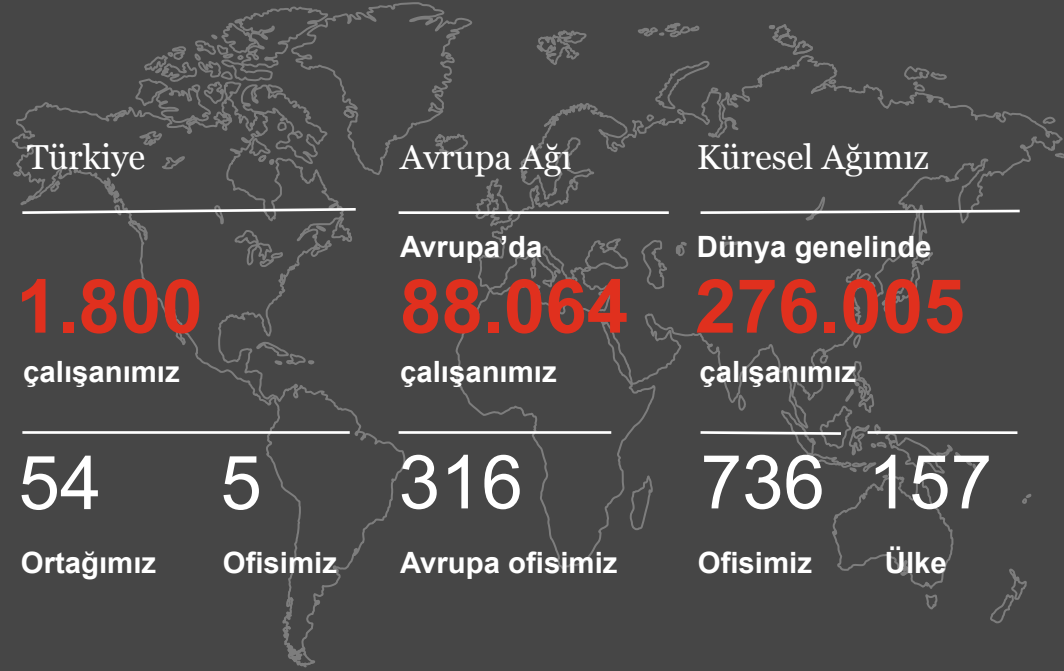 Türkiye
1.800
çalışanımız
54
Ortağımız
5
Ofisimiz
Avrupa Ağı
Avrupa’da
88.064
çalışanımız
316
Avrupa ofisimiz
Küresel Ağımız
Dünya genelinde
276.005
çalışanımız
736
Ofisimiz
157
Ülke